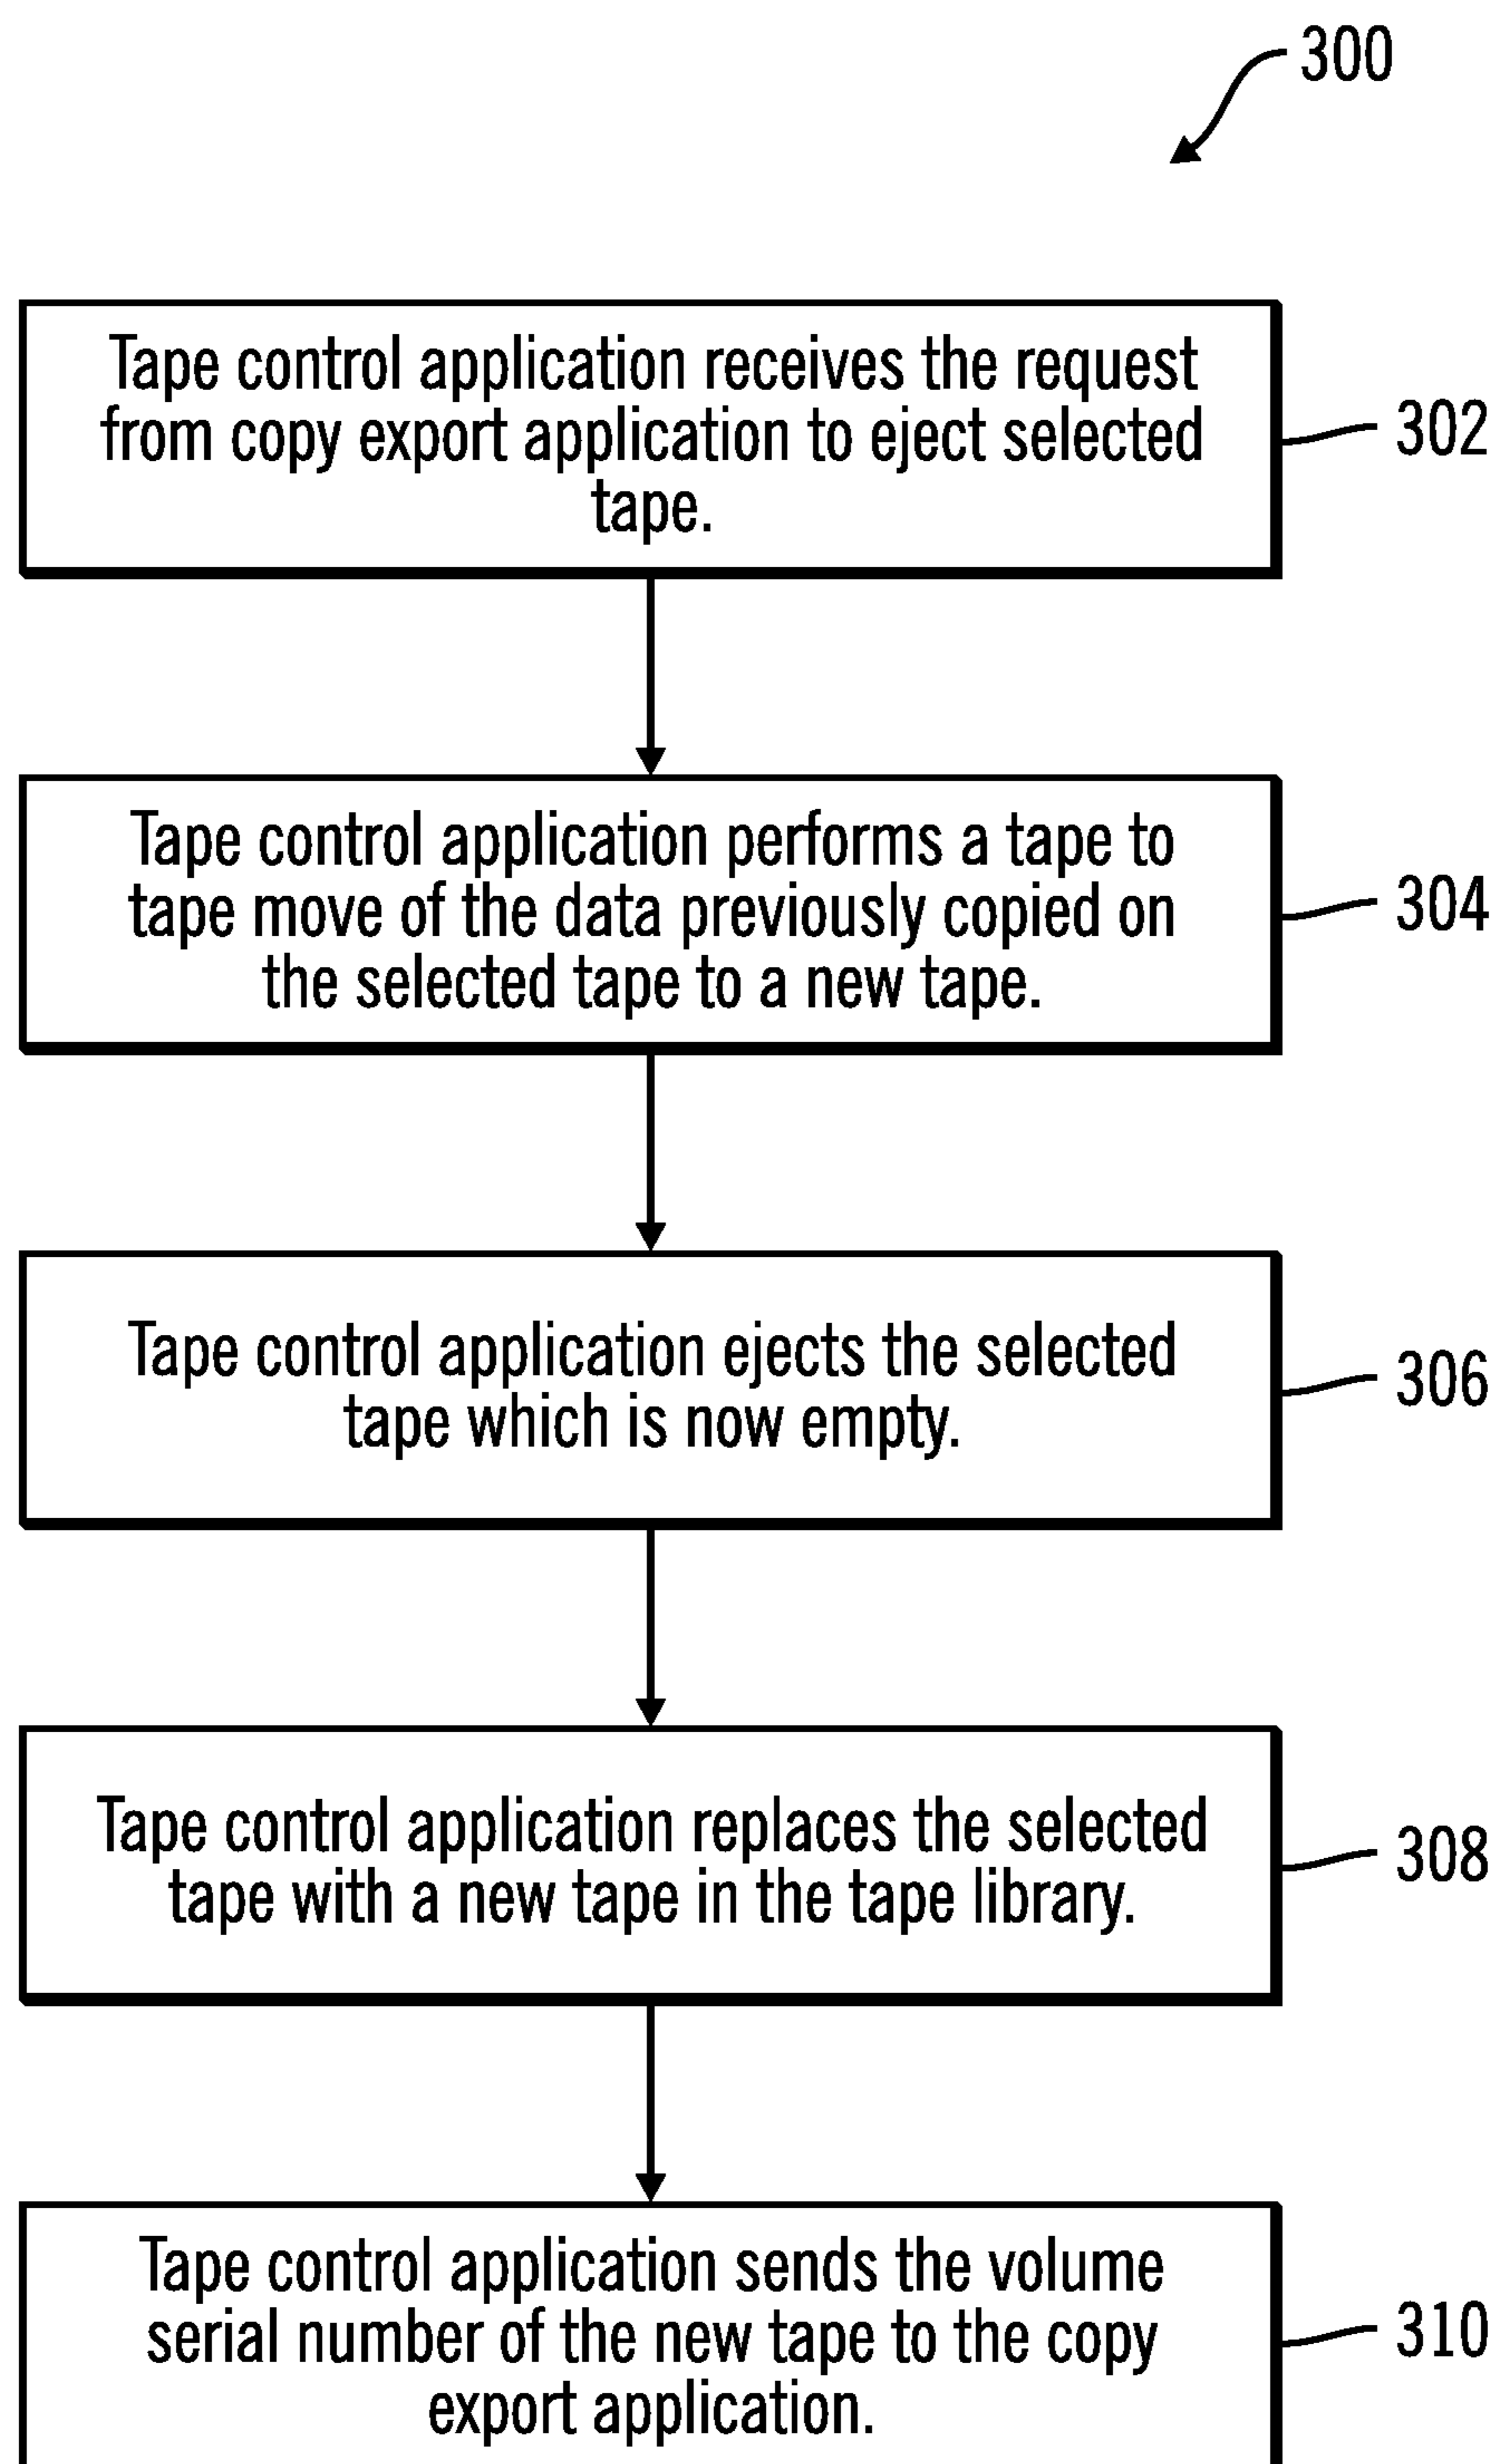 300
Tape control application receives the request
from copy export application to eject selected
tape.
302
Tape control application performs a tape to
tape move of the data previously copied on
the selected tape to a new tape.
304
Tape control application ejects the selected
tape which is now empty.
306
Tape control application replaces the selected
tape with a new tape in the tape library.
308
Tape control application sends the volume
serial number of the new tape to the copy
export application.
310